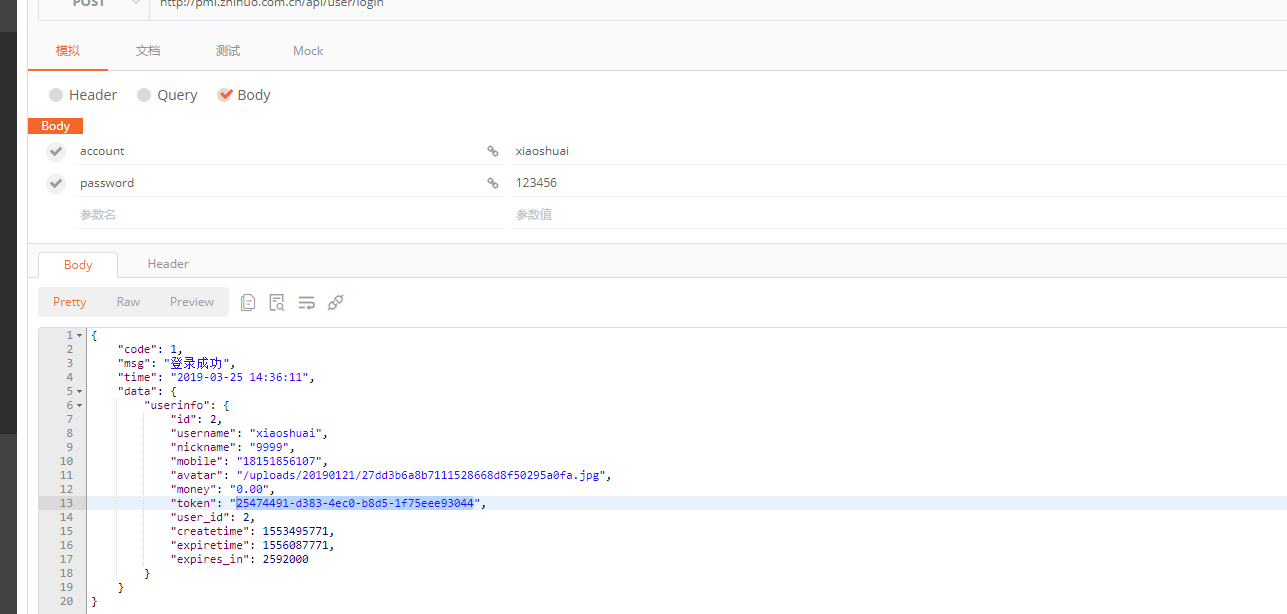 POST http://pmi.zhinuo.com.cn/api/user/login
模拟 文档 测试 Mock
Header Query Body
Body
account xiaoshuai
password 123456
参数名 参数值
Body Header
Pretty Raw Preview
1 {
2 "code": 1,
3 "msg": "登录成功",
4 "time": "2019-03-25 14:36:11",
5 "data": {
6 "userinfo": {
7 "id": 2,
8 "username": "xiaoshuai",
9 "nickname": "9999",
10 "mobile": "18151856107",
11 "avatar": "/uploads/20190121/27dd3b6a8b7111528668d8f50295a0fa.jpg",
12 "money": "0.00",
13 "token": "25474491-d383-4ec0-b8d5-1f75eee93044",
14 "user_id": 2,
15 "createtime": 1553495771,
16 "expiretime": 1556087771,
17 "expires_in": 2592000
18 }
19 }
20 }